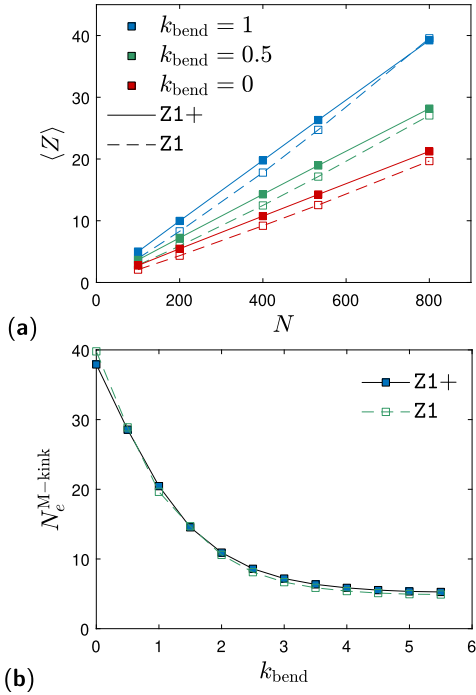 40
30
20
10
0
⟨Z⟩
k_bend = 1
k_bend = 0.5
k_bend = 0
Z1+
Z1
0 200 400 600 800
N
(a)
40
30
20
10
0
N_e^{M−kink}
Z1+
Z1
0 1 2 3 4 5 6
k_bend
(b)